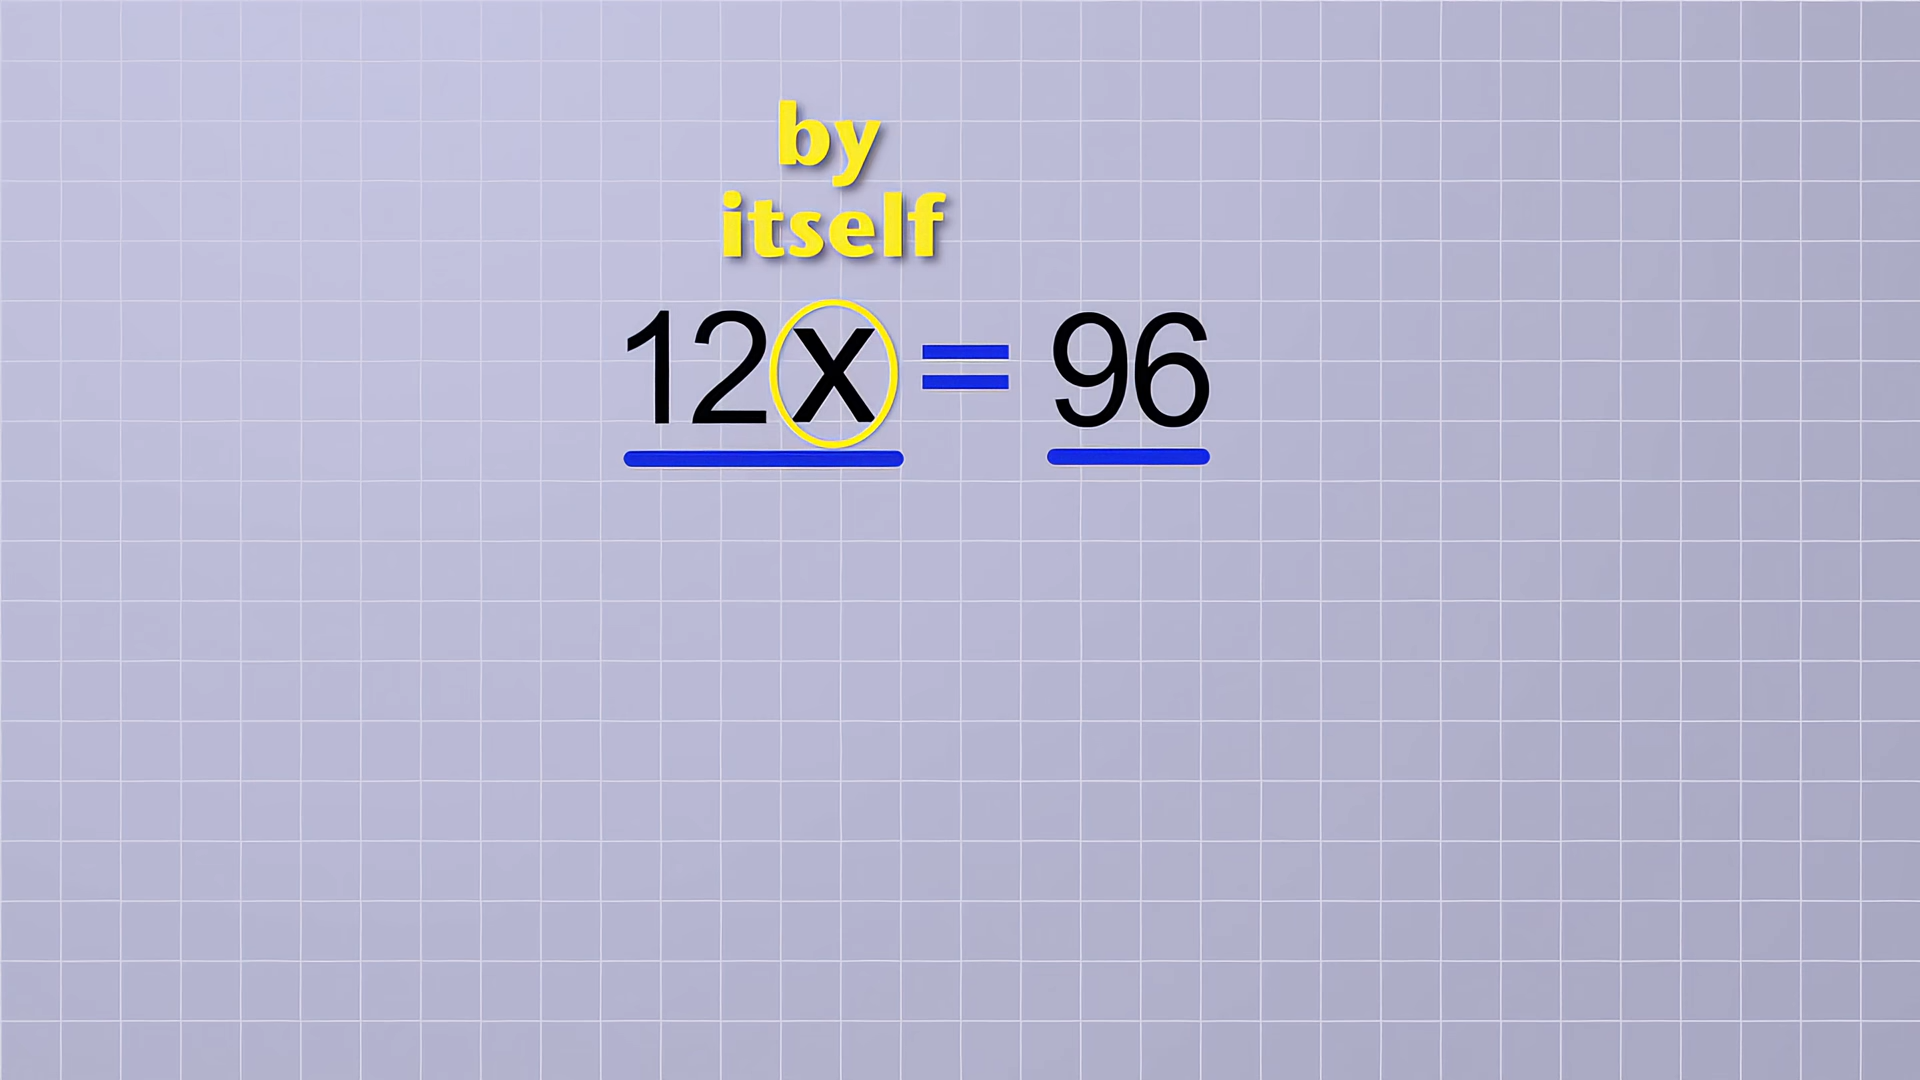 by
itself
12x = 96